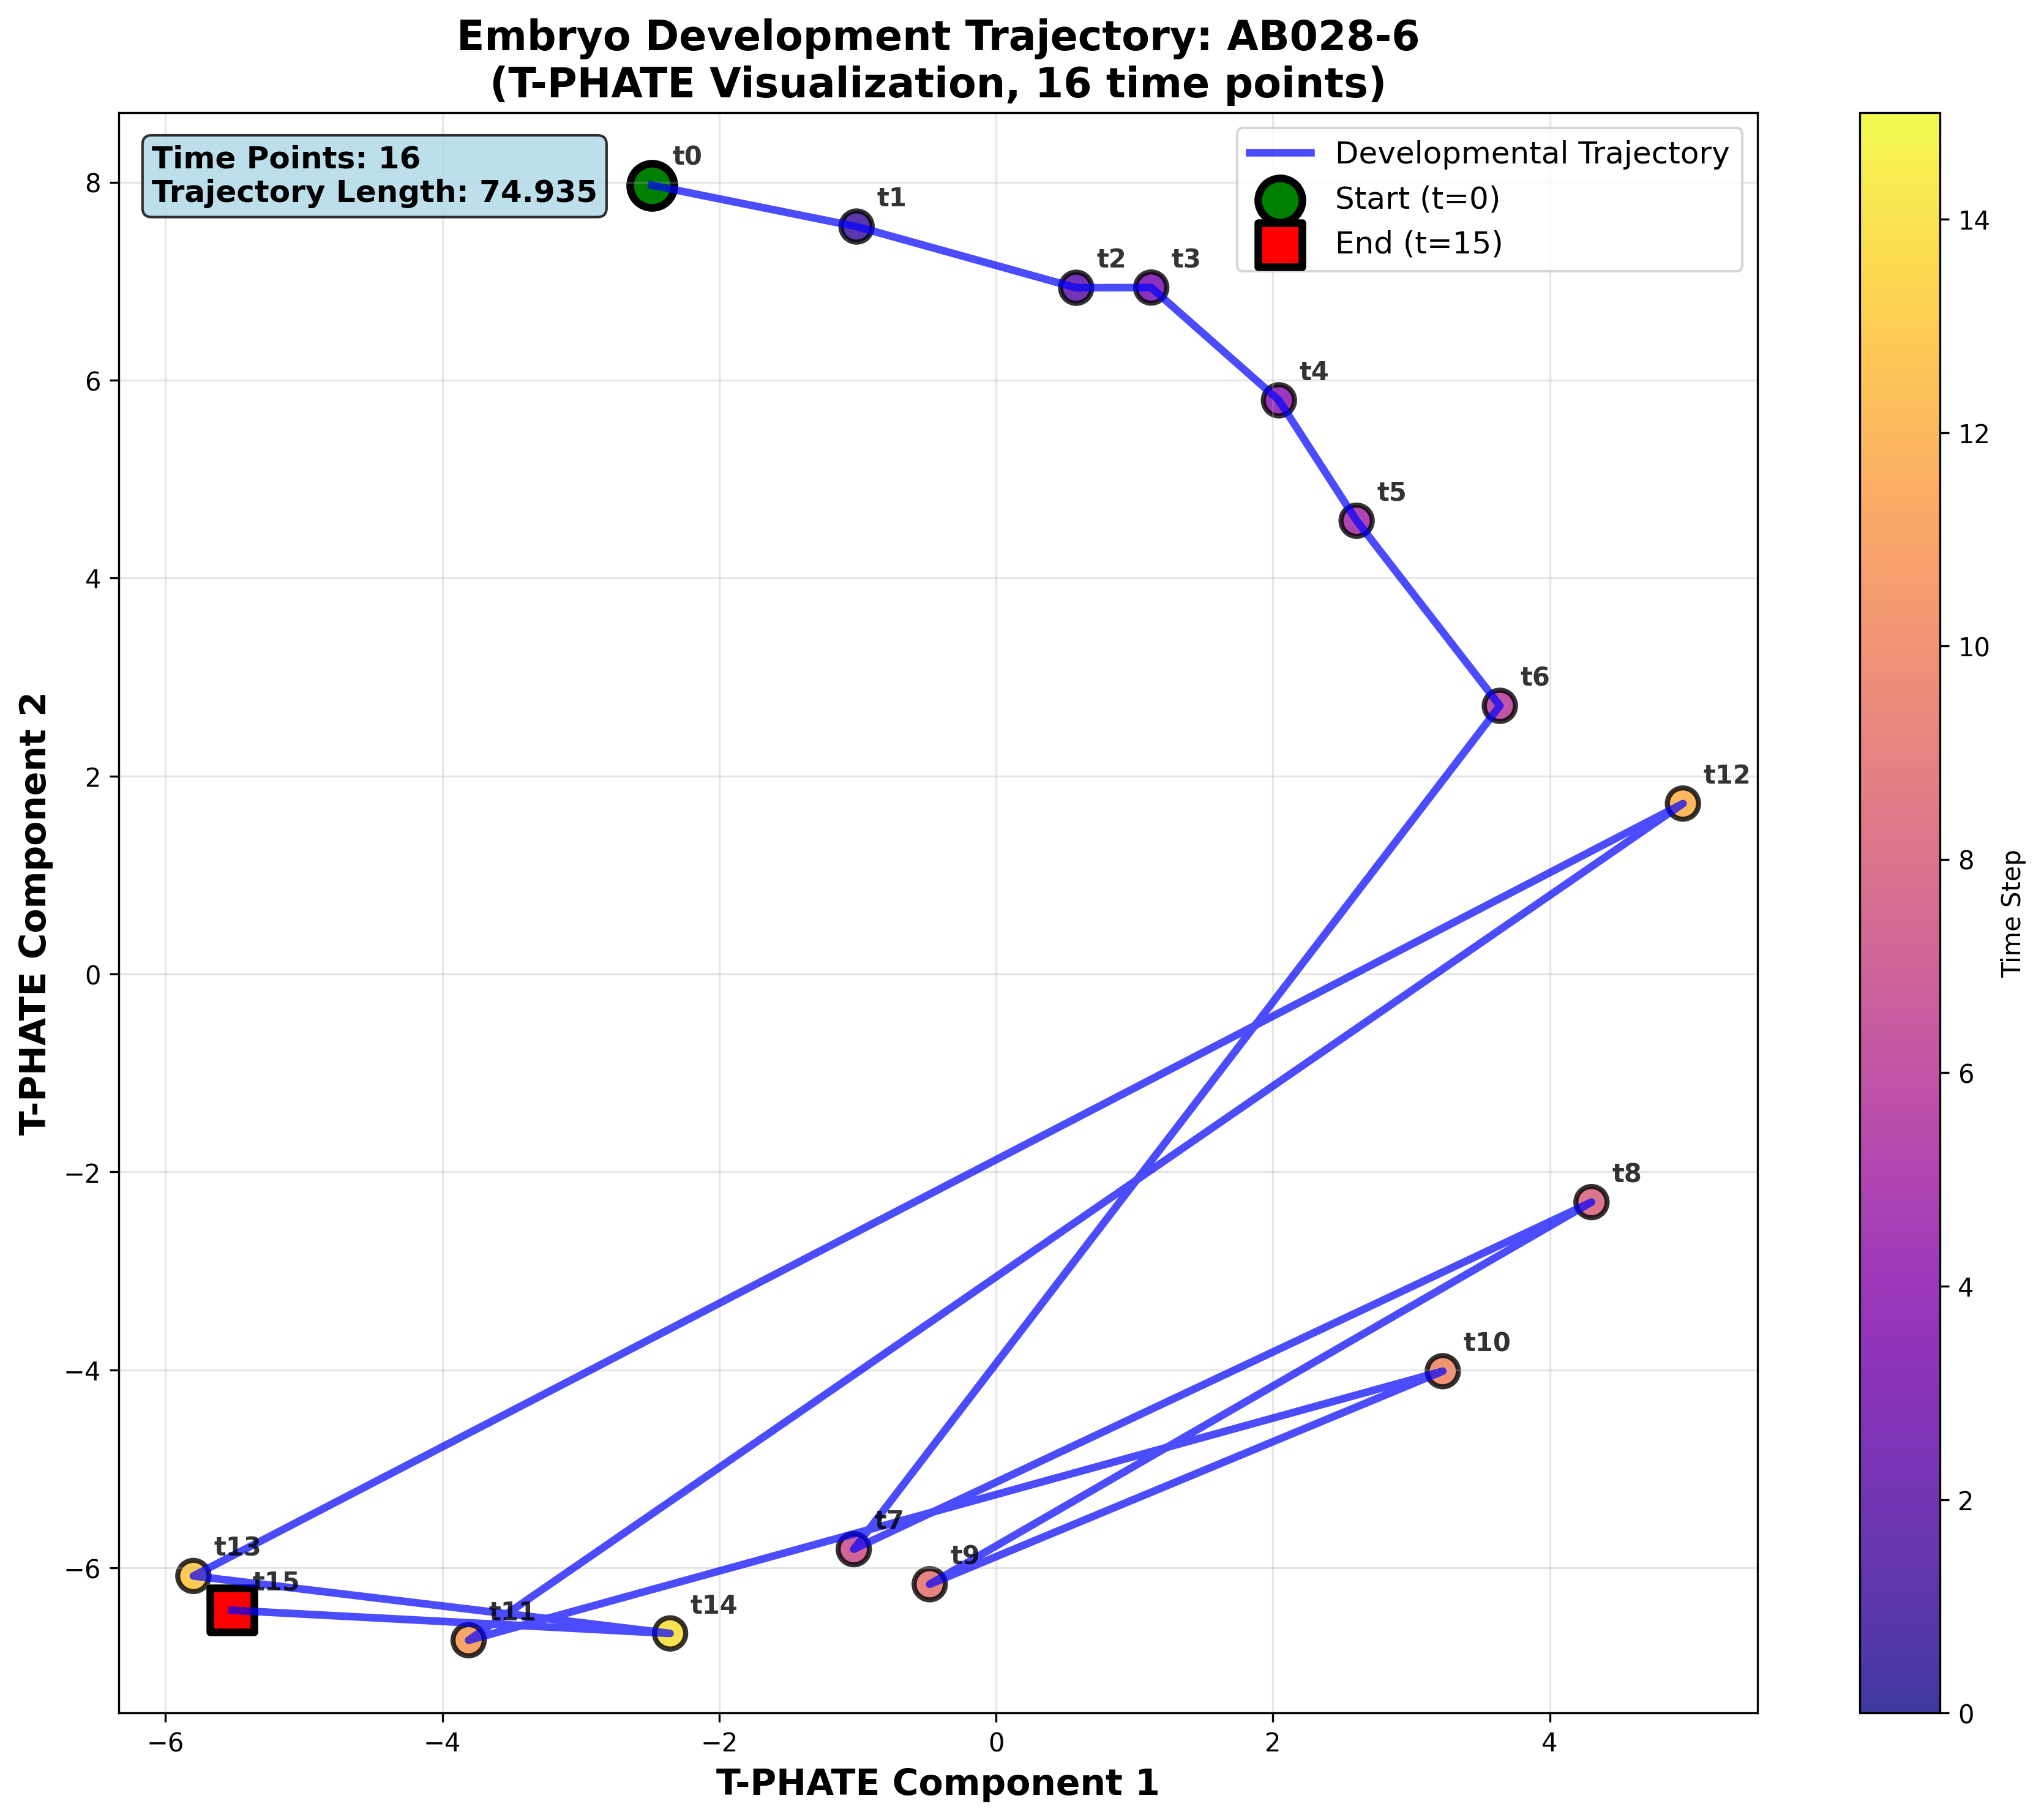 Embryo Development Trajectory: AB028-6
(T-PHATE Visualization, 16 time points)
Time Points: 16
Trajectory Length: 74.935
Developmental Trajectory
Start (t=0)
End (t=15)
t0
t1
t2
t3
t4
t5
t6
t12
t8
t10
t7
t9
t13
t15
t11
t14
8
6
4
2
0
−2
−4
−6
T-PHATE Component 2
−6
−4
−2
0
2
4
T-PHATE Component 1
14
12
10
8
6
4
2
0
Time Step